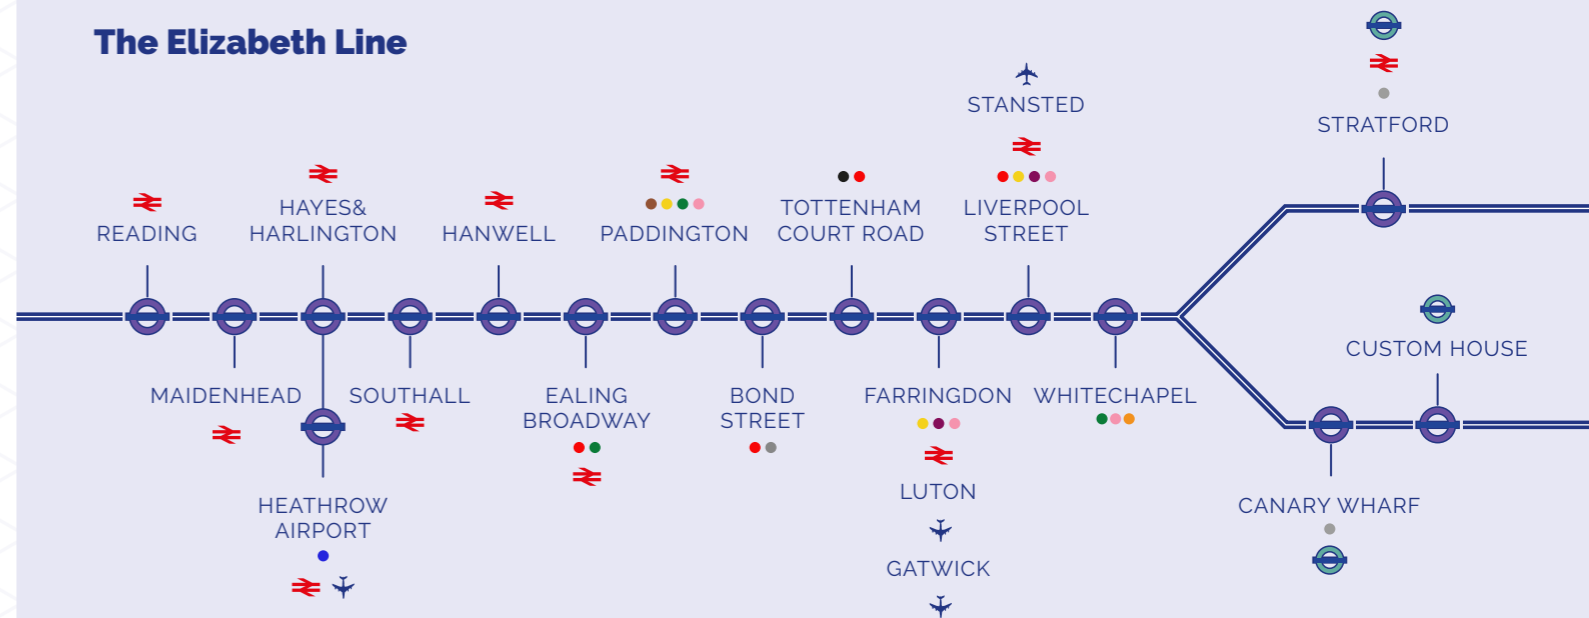 The Elizabeth Line
READING
HAYES&
HARLINGTON
HANWELL
PADDINGTON
TOTTENHAM
COURT ROAD
STANSTED
LIVERPOOL
STREET
STRATFORD
MAIDENHEAD
HEATHROW
AIRPORT
SOUTHALL
EALING
BROADWAY
BOND
STREET
FARRINGDON
LUTON
GATWICK
WHITECHAPEL
CANARY WHARF
CUSTOM HOUSE